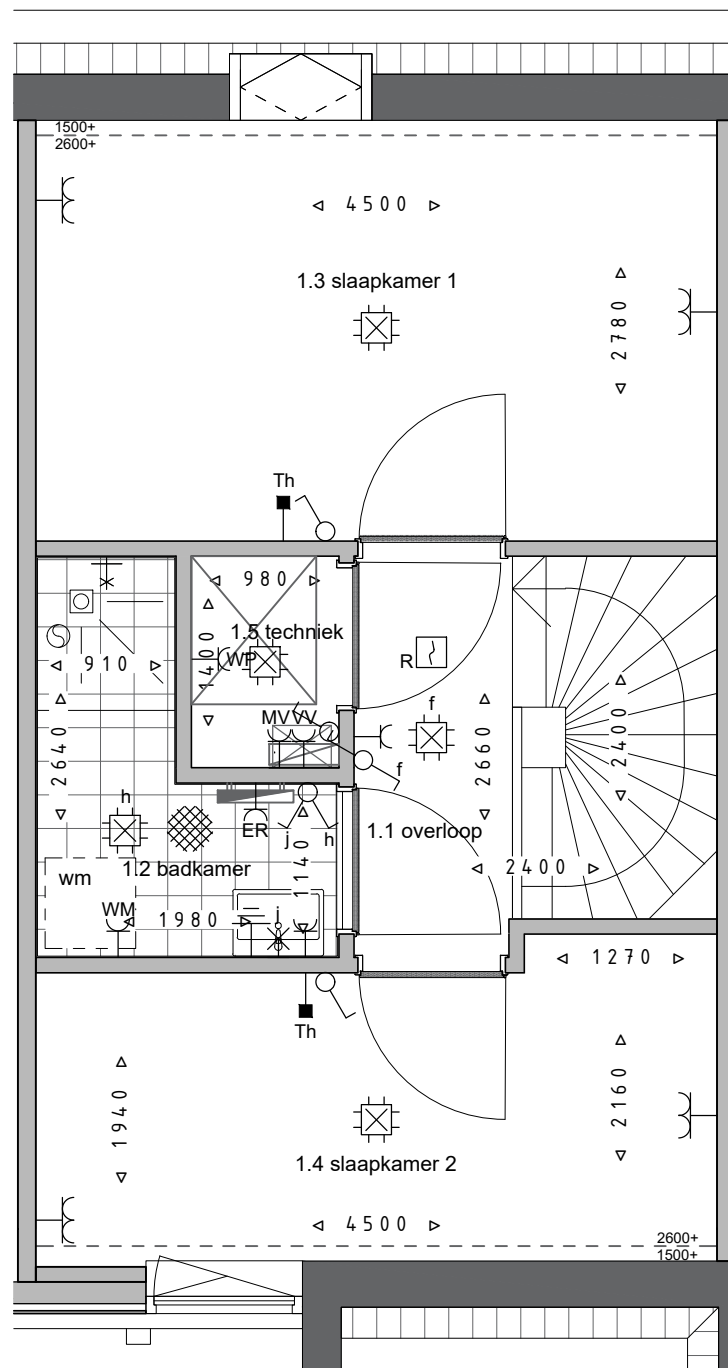 1500+
2600+
4500
1.3 slaapkamer 1
2780
Th
980
1.5 techniek
1400
WP
910
R
f
MV VV
2640
2660
2400
f
h
ER
j
h
1.1 overloop
1.2 badkamer
1140
2400
wm
WM
1980
j
1270
Th
1940
2160
1.4 slaapkamer 2
4500
2600+
1500+